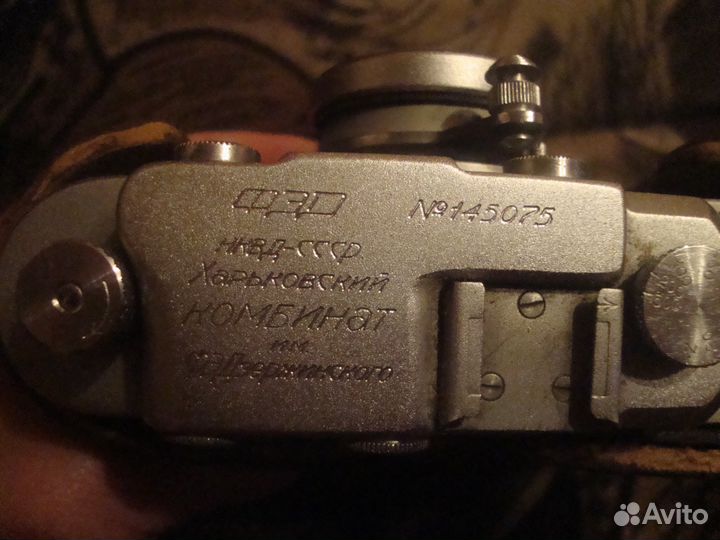 ФЭД №145075
НКВД-СССР
Харьковский
КОМБИНАТ
им.
Ф.Э.Дзержинского
Avito